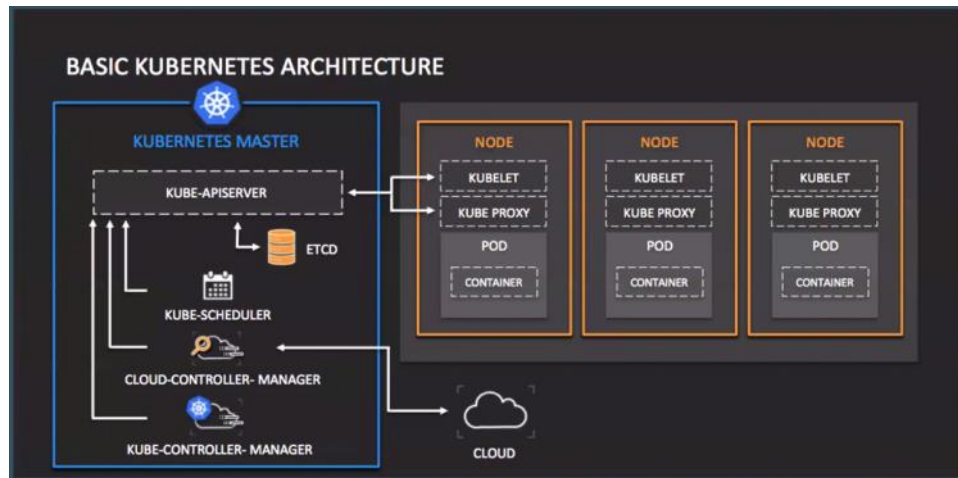 BASIC KUBERNETES ARCHITECTURE
KUBERNETES MASTER
KUBE-APISERVER
ETCD
KUBE-SCHEDULER
CLOUD-CONTROLLER- MANAGER
KUBE-CONTROLLER- MANAGER
NODE
KUBELET
KUBE PROXY
POD
CONTAINER
NODE
KUBELET
KUBE PROXY
POD
CONTAINER
NODE
KUBELET
KUBE PROXY
POD
CONTAINER
CLOUD